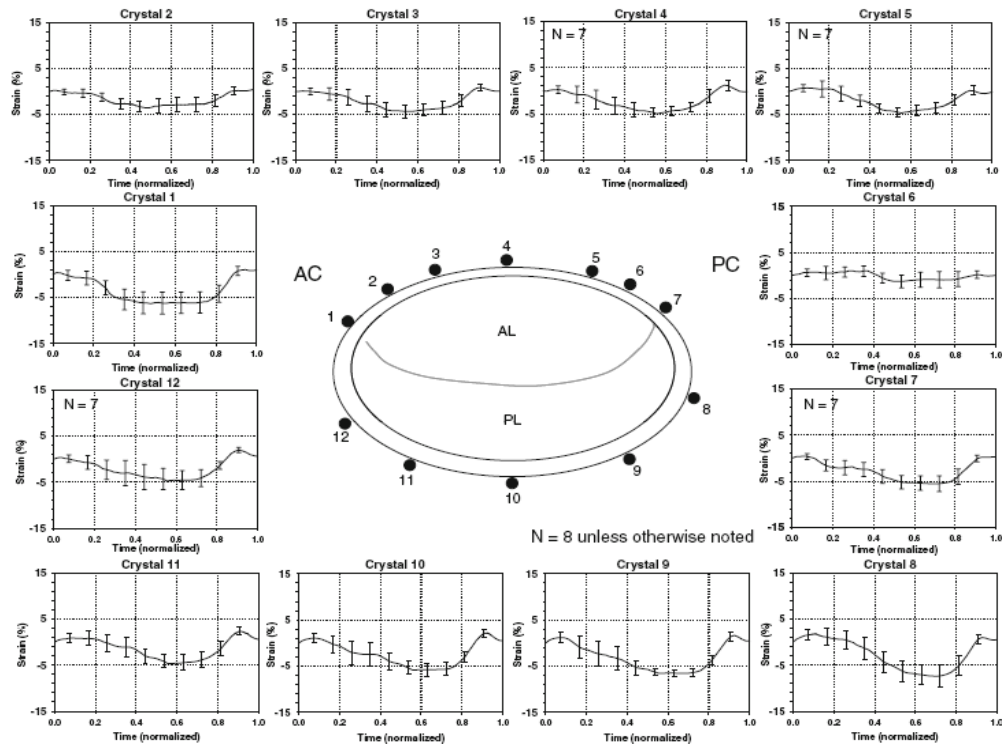 Crystal 2
15
5
-5
-15
Strain (%)
0.0 0.2 0.4 0.6 0.8 1.0
Time (normalized)
Crystal 3
15
5
-5
-15
Strain (%)
0.0 0.2 0.4 0.6 0.8 1.0
Time (normalized)
Crystal 4
N = 7
15
5
-5
-15
Strain (%)
0.0 0.2 0.4 0.6 0.8 1.0
Time (normalized)
Crystal 5
N = 7
15
5
-5
-15
Strain (%)
0.0 0.2 0.4 0.6 0.8 1.0
Time (normalized)
Crystal 1
15
5
-5
-15
Strain (%)
0.0 0.2 0.4 0.6 0.8 1.0
Time (normalized)
AC
PC
1
2
3
4
5
6
7
8
9
10
11
12
AL
PL
N = 8 unless otherwise noted
Crystal 6
15
5
-5
-15
Strain (%)
0.0 0.2 0.4 0.6 0.8 1.0
Time (normalized)
Crystal 12
N = 7
15
5
-5
-15
Strain (%)
0.0 0.2 0.4 0.6 0.8 1.0
Time (normalized)
Crystal 7
N = 7
15
5
-5
-15
Strain (%)
0.0 0.2 0.4 0.6 0.8 1.0
Time (normalized)
Crystal 11
15
5
-5
-15
Strain (%)
0.0 0.2 0.4 0.6 0.8 1.0
Time (normalized)
Crystal 10
15
5
-5
-15
Strain (%)
0.0 0.2 0.4 0.6 0.8 1.0
Time (normalized)
Crystal 9
15
5
-5
-15
Strain (%)
0.0 0.2 0.4 0.6 0.8 1.0
Time (normalized)
Crystal 8
15
5
-5
-15
Strain (%)
0.0 0.2 0.4 0.6 0.8 1.0
Time (normalized)